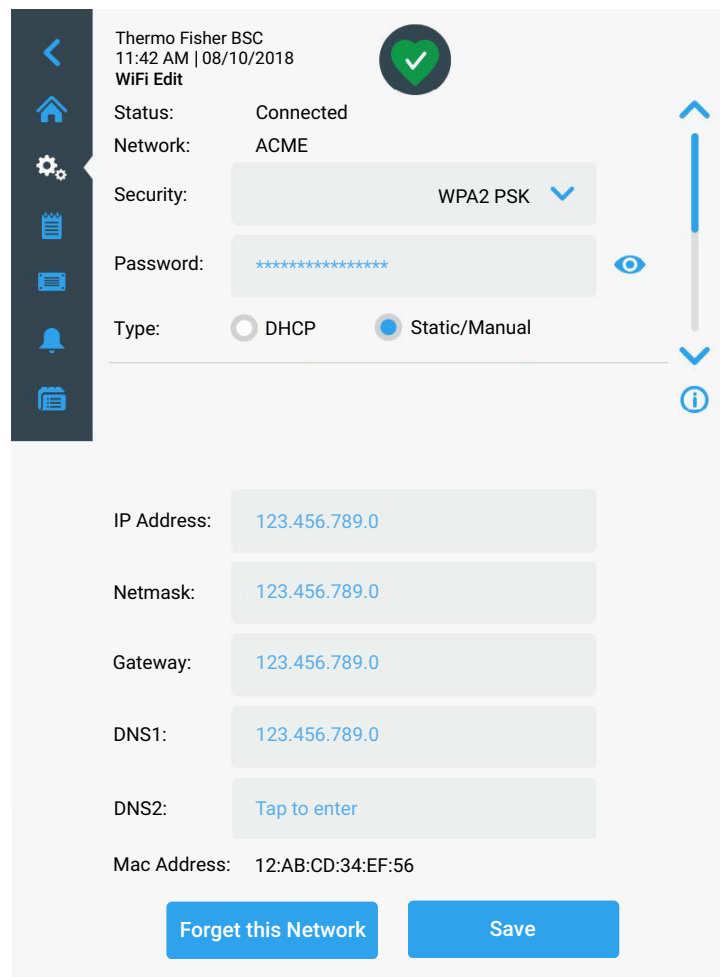 Thermo Fisher BSC
11:42 AM | 08/10/2018
WiFi Edit
Status: Connected
Network: ACME
Security: WPA2 PSK
Password: ****************
Type: DHCP Static/Manual
IP Address: 123.456.789.0
Netmask: 123.456.789.0
Gateway: 123.456.789.0
DNS1: 123.456.789.0
DNS2: Tap to enter
Mac Address: 12:AB:CD:34:EF:56
Forget this Network Save